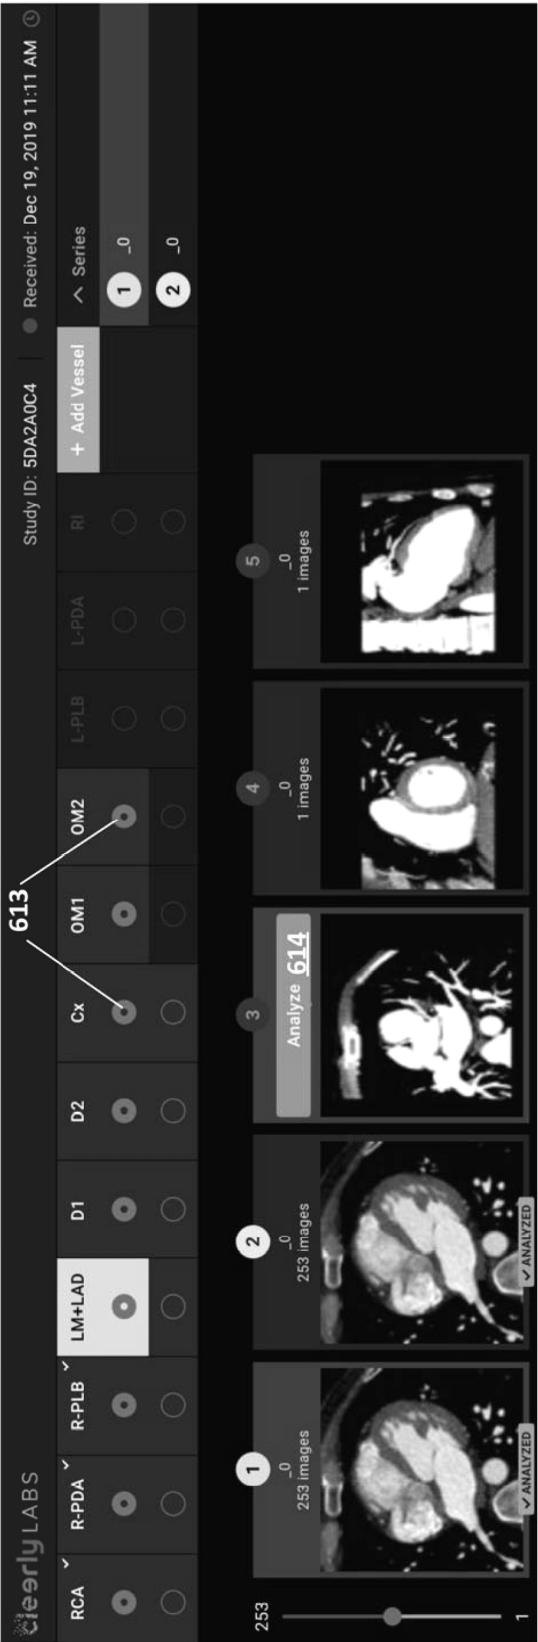 613
cleerlyLABS
Study ID: 5DA2A0C4 | Received: Dec 19, 2019 11:11 AM
RCA R-PDA R-PLB LM+LAD D1 D2 Cx OM1 OM2 L-PLB L-PDA RI + Add Vessel Series
1 _0
2 _0
253
1
1
_0
253 images
✓ ANALYZED
2
_0
253 images
✓ ANALYZED
3
Analyze 614
4
_0
1 images
5
_0
1 images